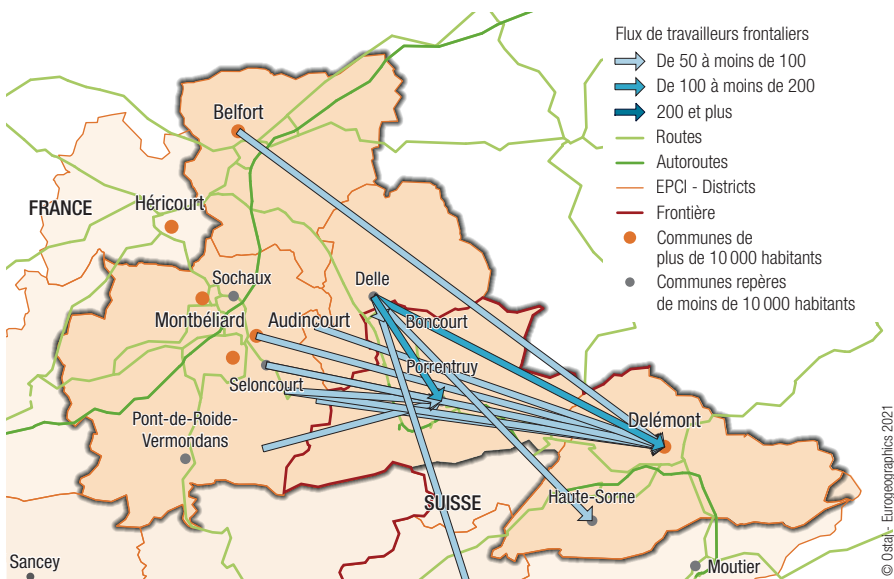 Flux de travailleurs frontaliers
De 50 à moins de 100
De 100 à moins de 200
200 et plus
Routes
Autoroutes
EPCI - Districts
Frontière
Communes de
plus de 10 000 habitants
Communes repères
de moins de 10 000 habitants
Belfort
FRANCE
Héricourt
Sochaux
Delle
Montbéliard
Audincourt
Boncourt
Porrentruy
Seloncourt
Pont-de-Roide-
Vermondans
Delémont
SUISSE
Haute-Sorne
Sancey
Moutier
© Ostaj - Eurogeographics 2021